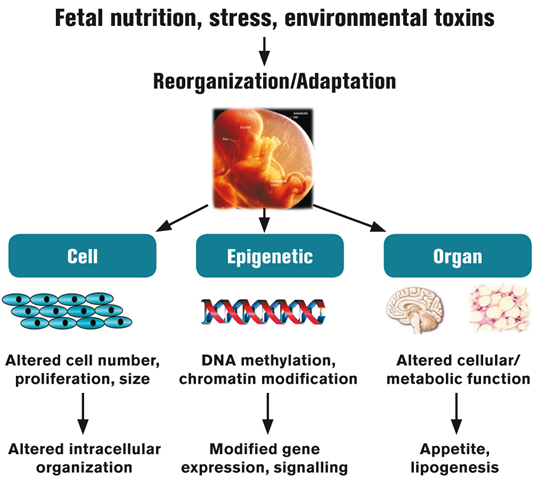 Fetal nutrition, stress, environmental toxins
Reorganization/Adaptation
Cell
Epigenetic
Organ
Altered cell number,
proliferation, size
DNA methylation,
chromatin modification
Altered cellular/
metabolic function
Altered intracellular
organization
Modified gene
expression, signalling
Appetite,
lipogenesis